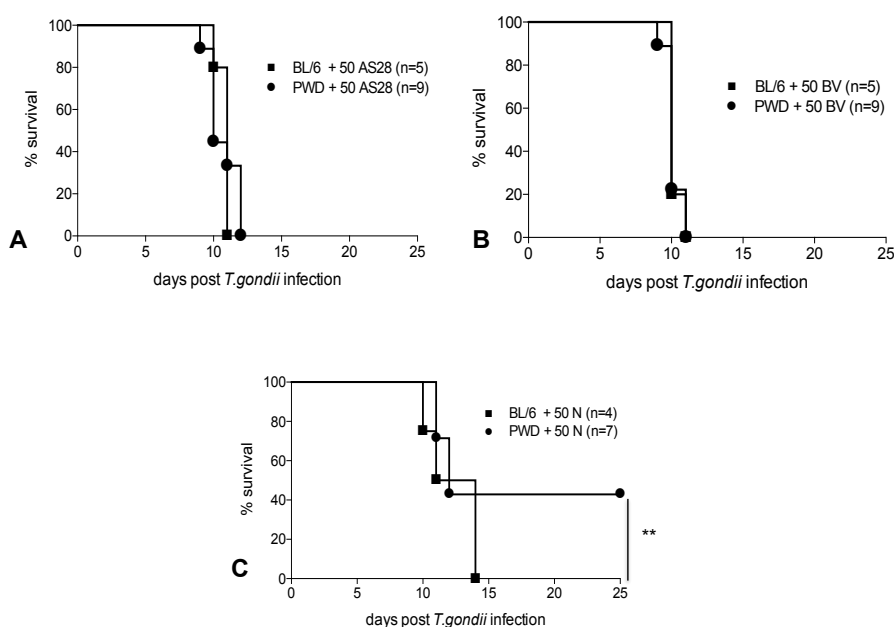 100
80
60
40
20
0
% survival
BL/6 + 50 AS28 (n=5)
PWD + 50 AS28 (n=9)
0 5 10 15 20 25
days post T.gondii infection
A
100
80
60
40
20
0
% survival
BL/6 + 50 BV (n=5)
PWD + 50 BV (n=9)
0 5 10 15 20 25
days post T.gondii infection
B
100
80
60
40
20
0
% survival
BL/6 + 50 N (n=4)
PWD + 50 N (n=7)
**
0 5 10 15 20 25
days post T.gondii infection
C